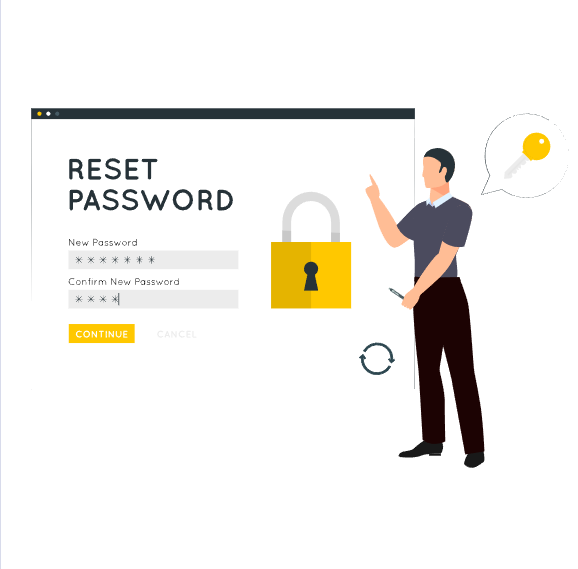 RESET
PASSWORD
New Password
*******
Confirm New Password
****
CONTINUE
CANCEL